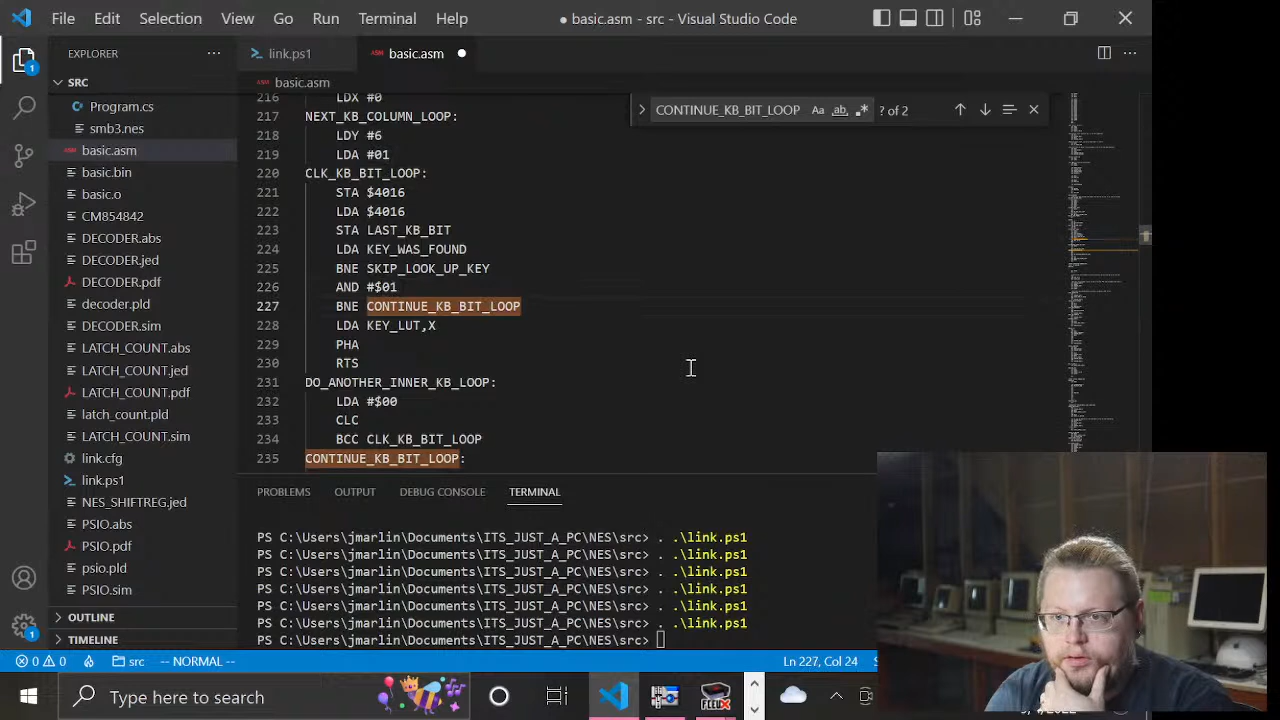 File Edit Selection View Go Run Terminal Help
● basic.asm - src - Visual Studio Code
EXPLORER
SRC
Program.cs
smb3.nes
basic.asm
basic.bin
basic.o
CM854842
DECODER.abs
DECODER.jed
DECODER.pdf
decoder.pld
DECODER.sim
LATCH_COUNT.abs
LATCH_COUNT.jed
LATCH_COUNT.pdf
latch_count.pld
LATCH_COUNT.sim
link.cfg
link.ps1
NES_SHIFTREG.jed
PSIO.abs
PSIO.pdf
psio.pld
PSIO.sim
OUTLINE
TIMELINE
link.ps1
ASM basic.asm
ASM basic.asm
CONTINUE_KB_BIT_LOOP Aa ab ? of 2
216 LDX #0
217 NEXT_KB_COLUMN_LOOP:
218 LDY #6
219 LDA #01
220 CLK_KB_BIT_LOOP:
221 STA $4016
222 LDA $4016
223 STA LAST_KB_BIT
224 LDA KEY_WAS_FOUND
225 BNE SKIP_LOOK_UP_KEY
226 AND #$01
227 BNE CONTINUE_KB_BIT_LOOP
228 LDA KEY_LUT,X
229 PHA
230 RTS
231 DO_ANOTHER_INNER_KB_LOOP:
232 LDA #$00
233 CLC
234 BCC CLK_KB_BIT_LOOP
235 CONTINUE_KB_BIT_LOOP:
PROBLEMS OUTPUT DEBUG CONSOLE TERMINAL
PS C:\Users\jmarlin\Documents\ITS_JUST_A_PC\NES\src> . .\link.ps1
PS C:\Users\jmarlin\Documents\ITS_JUST_A_PC\NES\src> . .\link.ps1
PS C:\Users\jmarlin\Documents\ITS_JUST_A_PC\NES\src> . .\link.ps1
PS C:\Users\jmarlin\Documents\ITS_JUST_A_PC\NES\src> . .\link.ps1
PS C:\Users\jmarlin\Documents\ITS_JUST_A_PC\NES\src> . .\link.ps1
PS C:\Users\jmarlin\Documents\ITS_JUST_A_PC\NES\src> . .\link.ps1
PS C:\Users\jmarlin\Documents\ITS_JUST_A_PC\NES\src>
1
1
0 0 src -- NORMAL -- Ln 227, Col 24
Type here to search
FCEUX